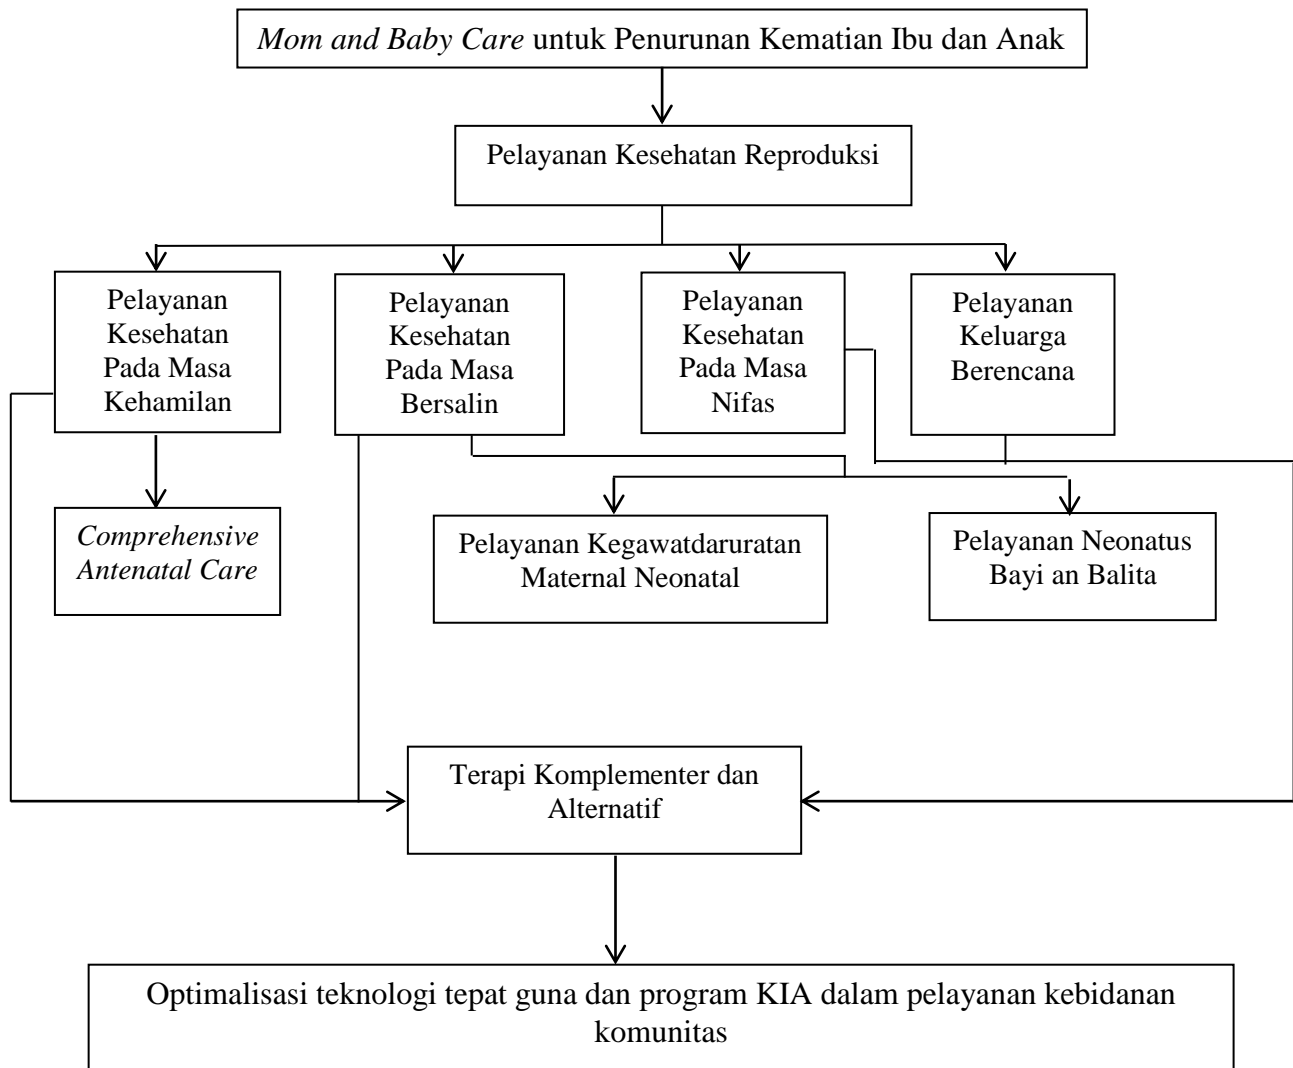 Mom and Baby Care untuk Penurunan Kematian Ibu dan Anak
Pelayanan Kesehatan Reproduksi
Pelayanan
Kesehatan
Pada Masa
Kehamilan
Pelayanan
Kesehatan
Pada Masa
Bersalin
Pelayanan
Kesehatan
Pada Masa
Nifas
Pelayanan
Keluarga
Berencana
Comprehensive
Antenatal Care
Pelayanan Kegawatdaruratan
Maternal Neonatal
Pelayanan Neonatus
Bayi an Balita
Terapi Komplementer dan
Alternatif
Optimalisasi teknologi tepat guna dan program KIA dalam pelayanan kebidanan
komunitas